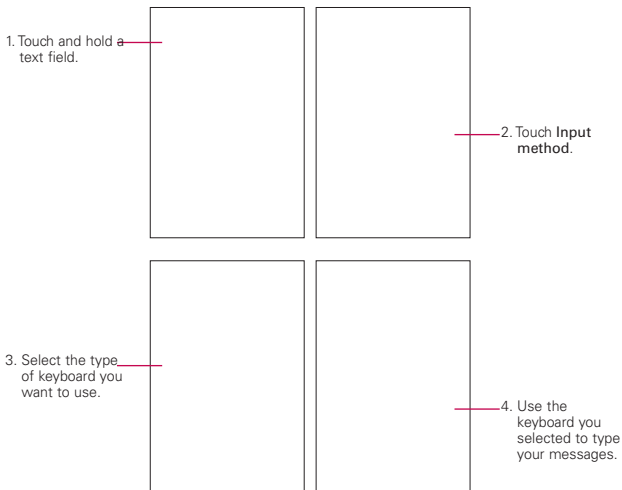 1. Touch and hold a
text field.
2. Touch Input
method.
3. Select the type
of keyboard you
want to use.
4. Use the
keyboard you
selected to type
your messages.